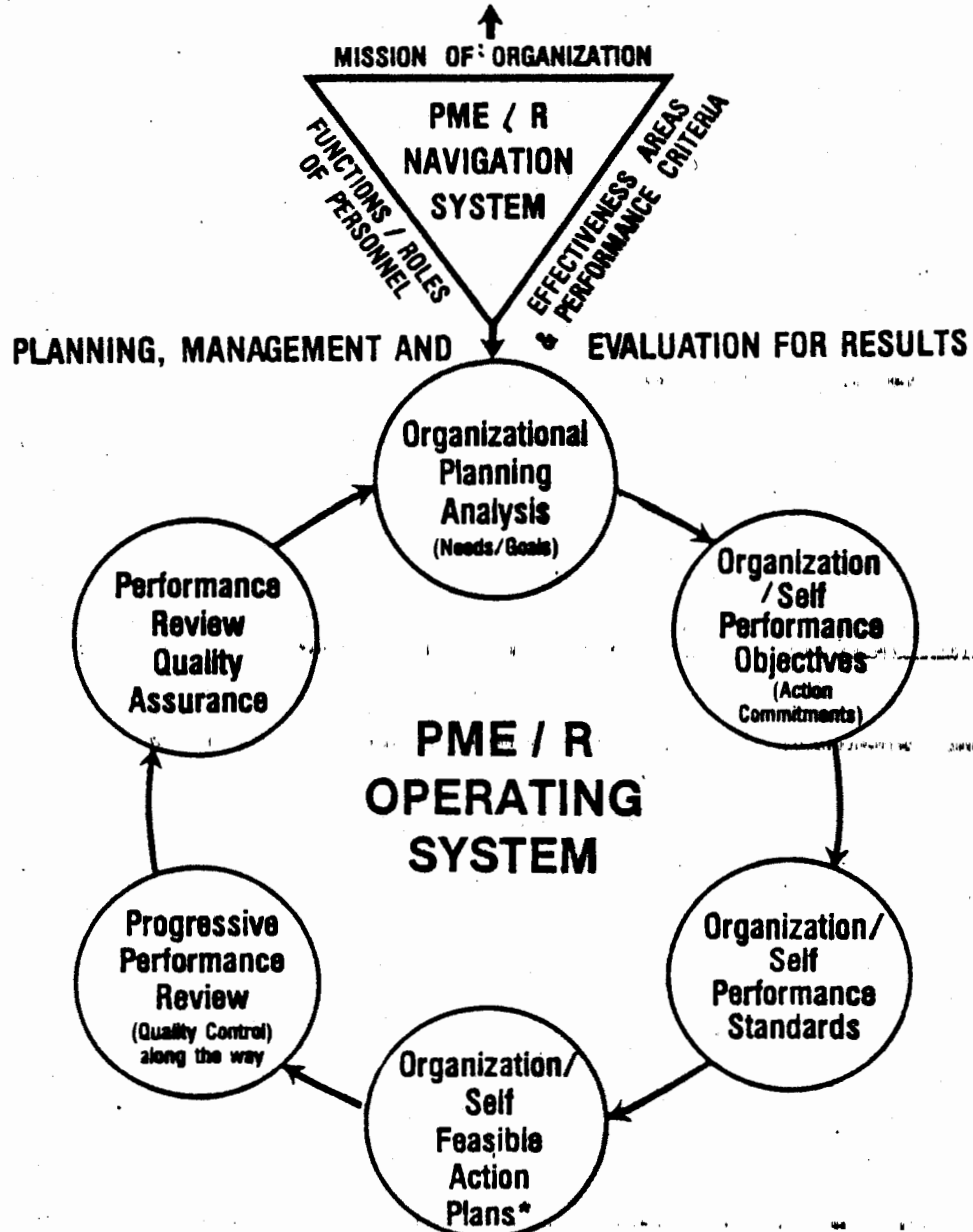 MISSION OF ORGANIZATION
PME / R
NAVIGATION
SYSTEM
FUNCTIONS / ROLES
OF PERSONNEL
EFFECTIVENESS AREAS
& PERFORMANCE CRITERIA
PLANNING, MANAGEMENT AND EVALUATION FOR RESULTS
Organizational
Planning
Analysis
(Needs/Goals)
Organization
/Self
Performance
Objectives
(Action
Commitments)
Organization/
Self
Performance
Standards
Organization/
Self
Feasible
Action
Plans*
Progressive
Performance
Review
(Quality Control)
along the way
Performance
Review
Quality
Assurance
PME / R
OPERATING
SYSTEM